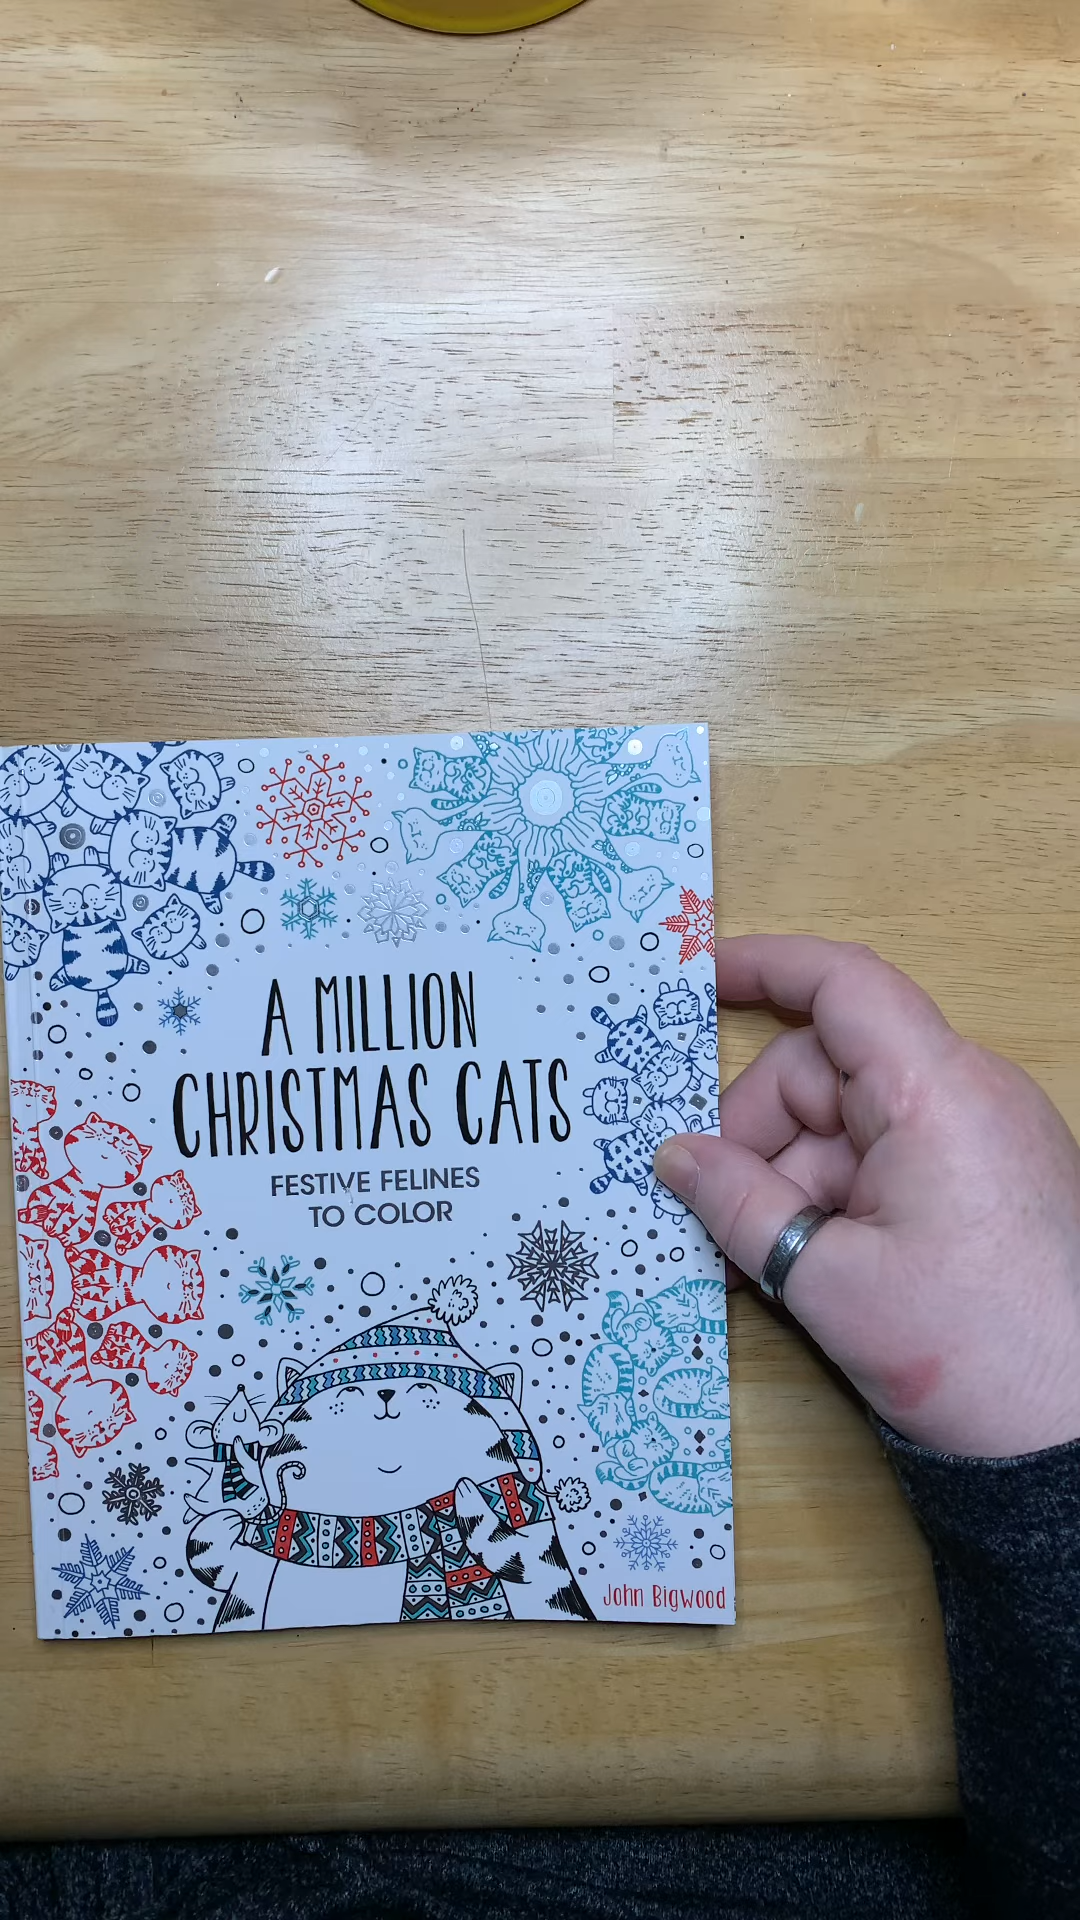 A MILLION
CHRISTMAS CATS
FESTIVE FELINES
TO COLOR
John Bigwood